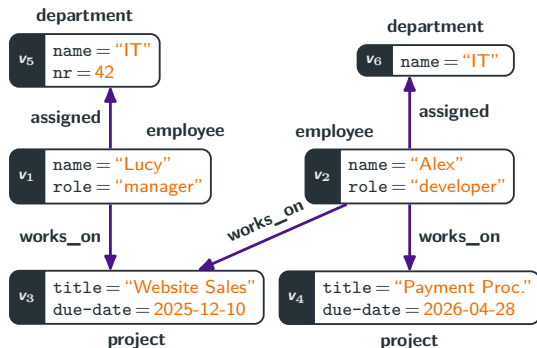 department
v5 name = "IT"
nr = 42
department
v6 name = "IT"
assigned
assigned
employee
v1 name = "Lucy"
role = "manager"
employee
v2 name = "Alex"
role = "developer"
works_on
works_on
works_on
v3 title = "Website Sales"
due-date = 2025-12-10
project
v4 title = "Payment Proc."
due-date = 2026-04-28
project